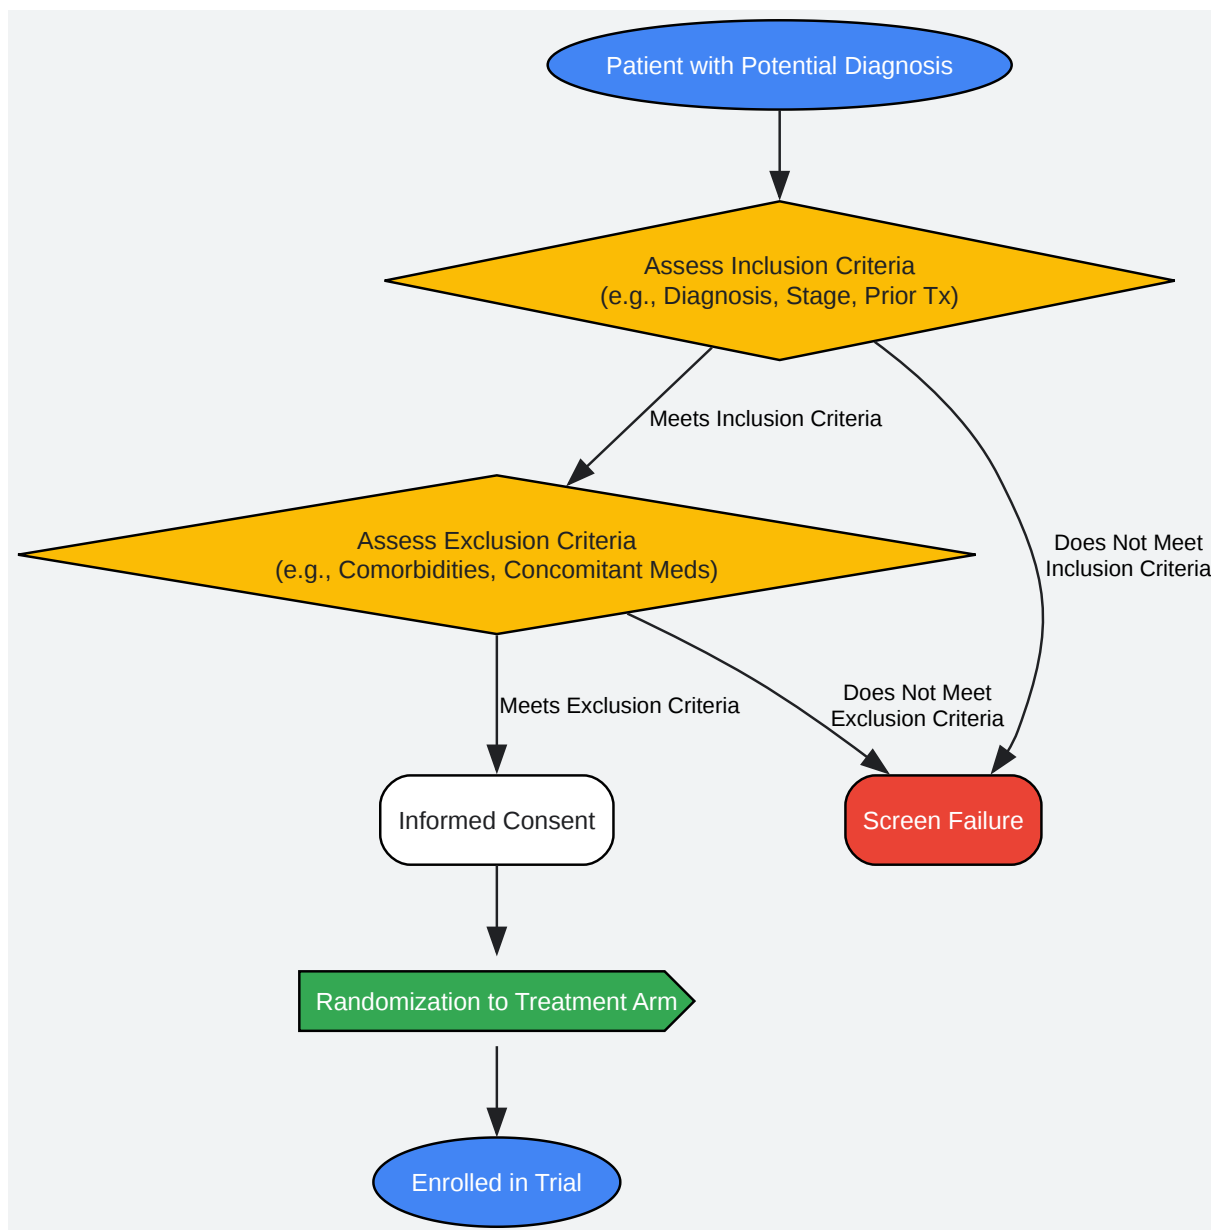 Patient with Potential Diagnosis
Assess Inclusion Criteria
(e.g., Diagnosis, Stage, Prior Tx)
Meets Inclusion Criteria
Does Not Meet
Inclusion Criteria
Assess Exclusion Criteria
(e.g., Comorbidities, Concomitant Meds)
Meets Exclusion Criteria
Does Not Meet
Exclusion Criteria
Informed Consent
Screen Failure
Randomization to Treatment Arm
Enrolled in Trial